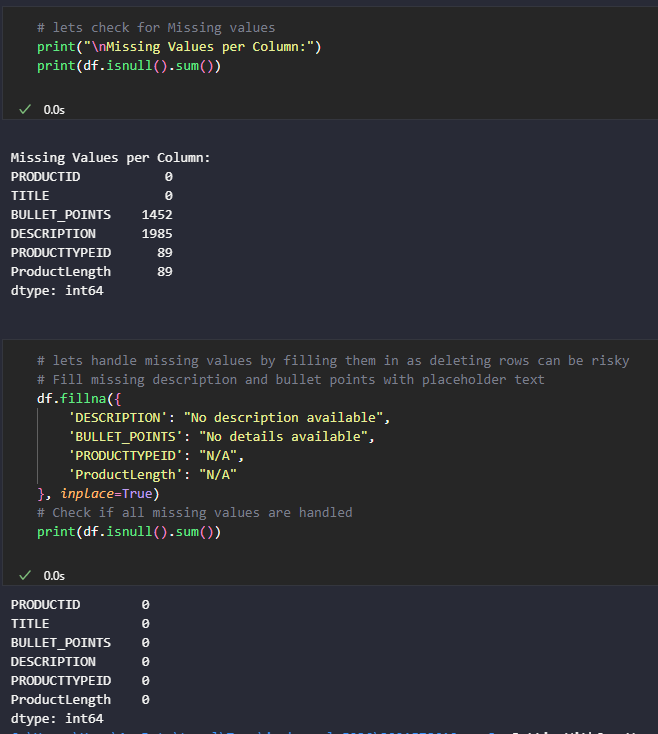 # lets check for Missing values
print("\nMissing Values per Column:")
print(df.isnull().sum())
0.0s
Missing Values per Column:
PRODUCTID 0
TITLE 0
BULLET_POINTS 1452
DESCRIPTION 1985
PRODUCTTYPEID 89
ProductLength 89
dtype: int64
# lets handle missing values by filling them in as deleting rows can be risky
# Fill missing description and bullet points with placeholder text
df.fillna({
'DESCRIPTION': "No description available",
'BULLET_POINTS': "No details available",
'PRODUCTTYPEID': "N/A",
'ProductLength': "N/A"
}, inplace=True)
# Check if all missing values are handled
print(df.isnull().sum())
0.0s
PRODUCTID 0
TITLE 0
BULLET_POINTS 0
DESCRIPTION 0
PRODUCTTYPEID 0
ProductLength 0
dtype: int64